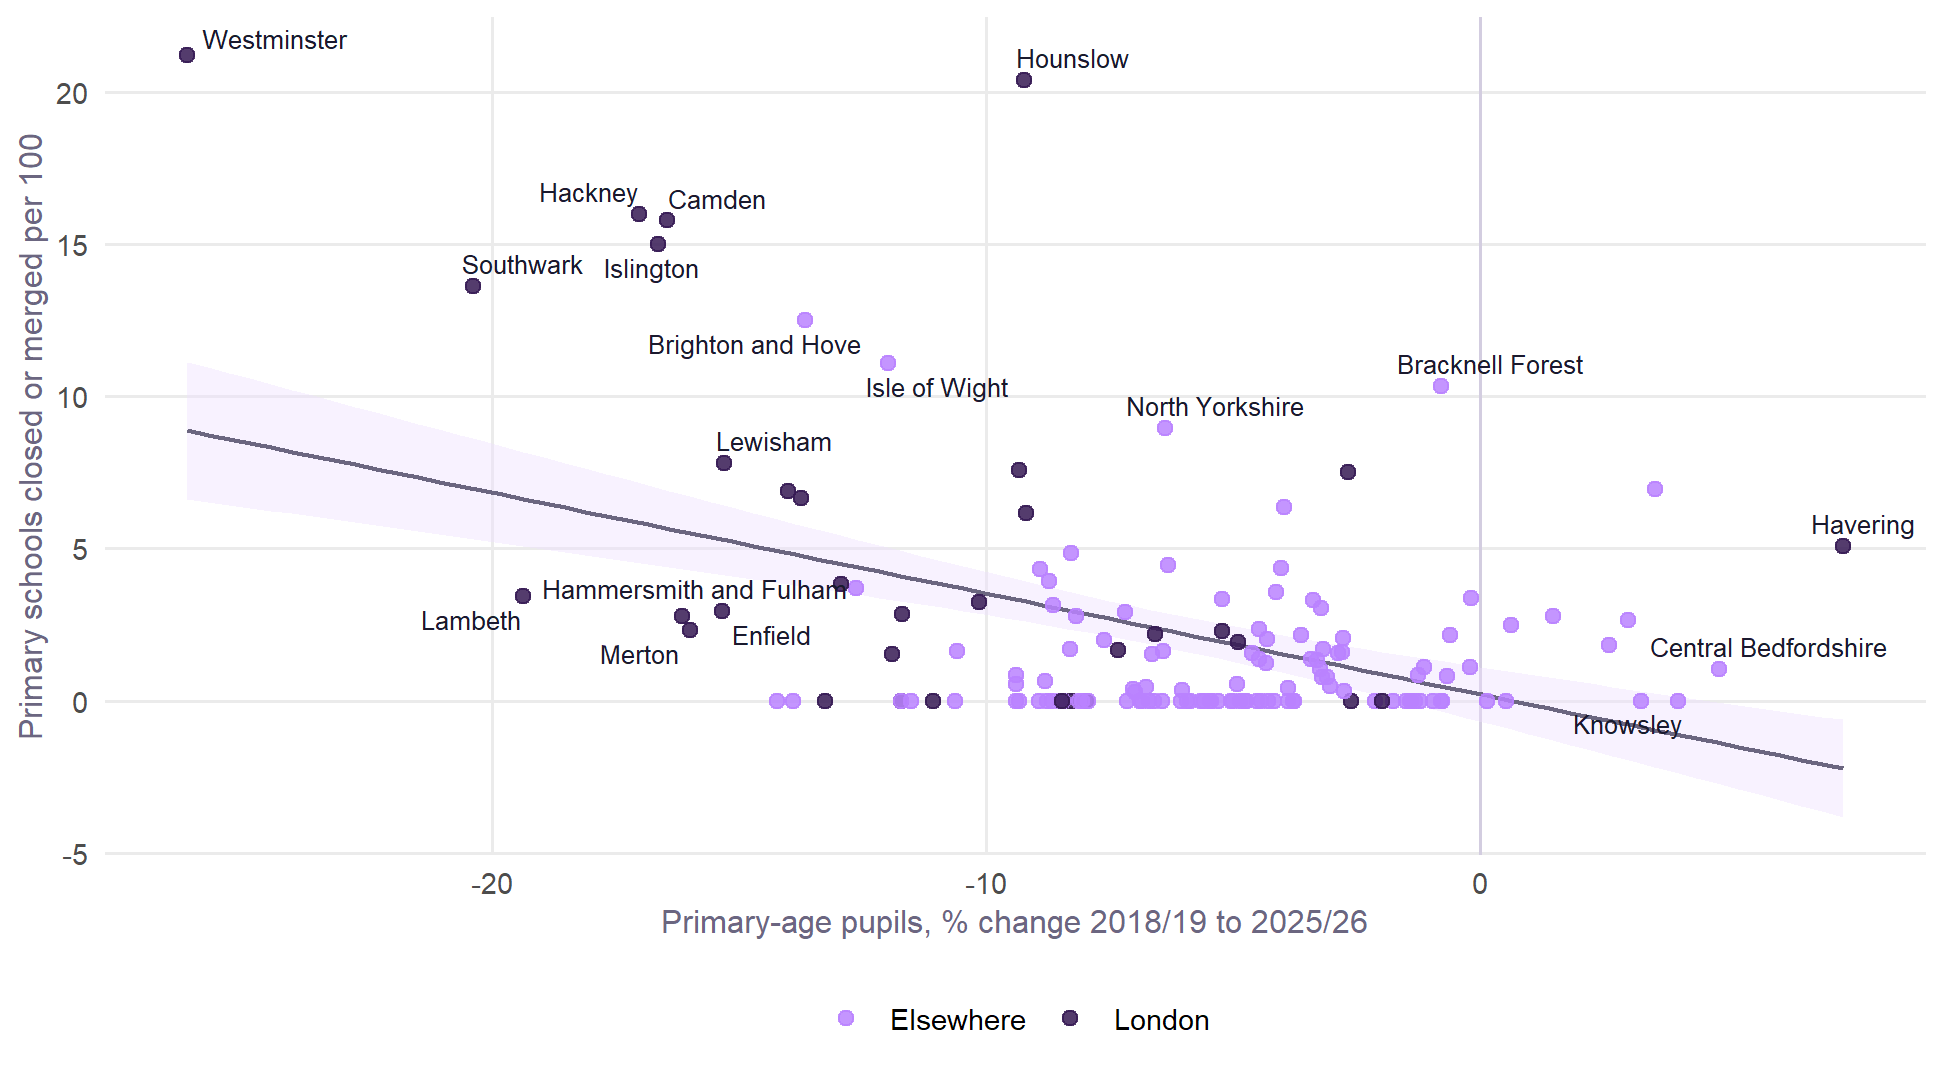 Westminster
Hounslow
20
Hackney
Camden
15
Southwark
Islington
Brighton and Hove
Isle of Wight
Bracknell Forest
10
North Yorkshire
Lewisham
Havering
5
Hammersmith and Fulham
Lambeth
Enfield
Merton
Central Bedfordshire
0
Knowsley
-5
Primary schools closed or merged per 100
-20
-10
0
Primary-age pupils, % change 2018/19 to 2025/26
Elsewhere
London